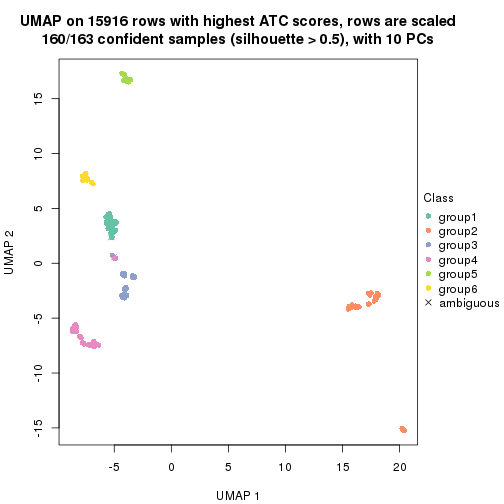 UMAP on 15916 rows with highest ATC scores, rows are scaled
160/163 confident samples (silhouette > 0.5), with 10 PCs
UMAP 2
15
10
5
0
-5
-10
-15
-5
0
5
10
15
20
UMAP 1
Class
group1
group2
group3
group4
group5
group6
ambiguous